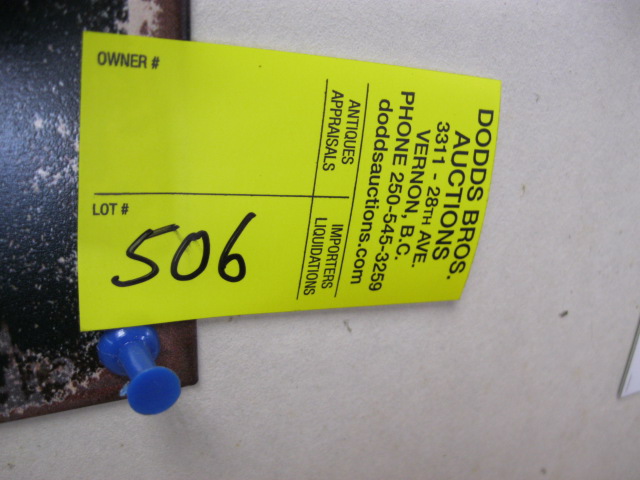 DODDS BROS.
AUCTIONS
3311 - 28TH AVE.
VERNON, B.C.
PHONE 250-545-3259
doddsauctions.com
ANTIQUES
APPRAISALS
IMPORTERS
LIQUIDATIONS
OWNER #
LOT #
506